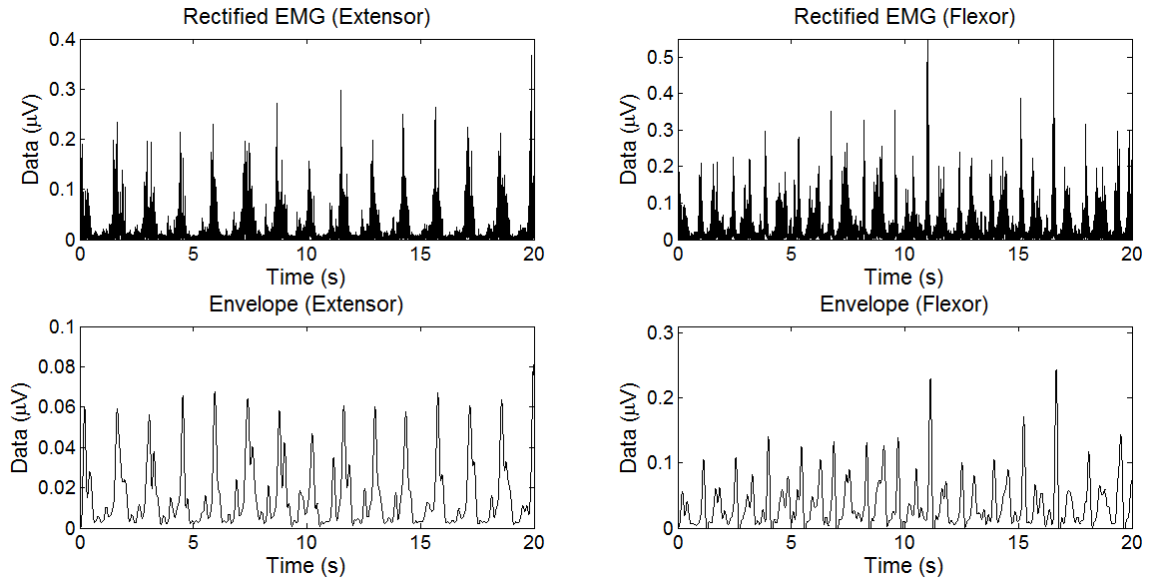 Rectified EMG (Extensor)
0.4
0.3
0.2
0.1
0
Data (μV)
0 5 10 15 20
Time (s)
Rectified EMG (Flexor)
0.5
0.4
0.3
0.2
0.1
0
Data (μV)
0 5 10 15 20
Time (s)
Envelope (Extensor)
0.1
0.08
0.06
0.04
0.02
0
Data (μV)
0 5 10 15 20
Time (s)
Envelope (Flexor)
0.3
0.2
0.1
0
Data (μV)
0 5 10 15 20
Time (s)